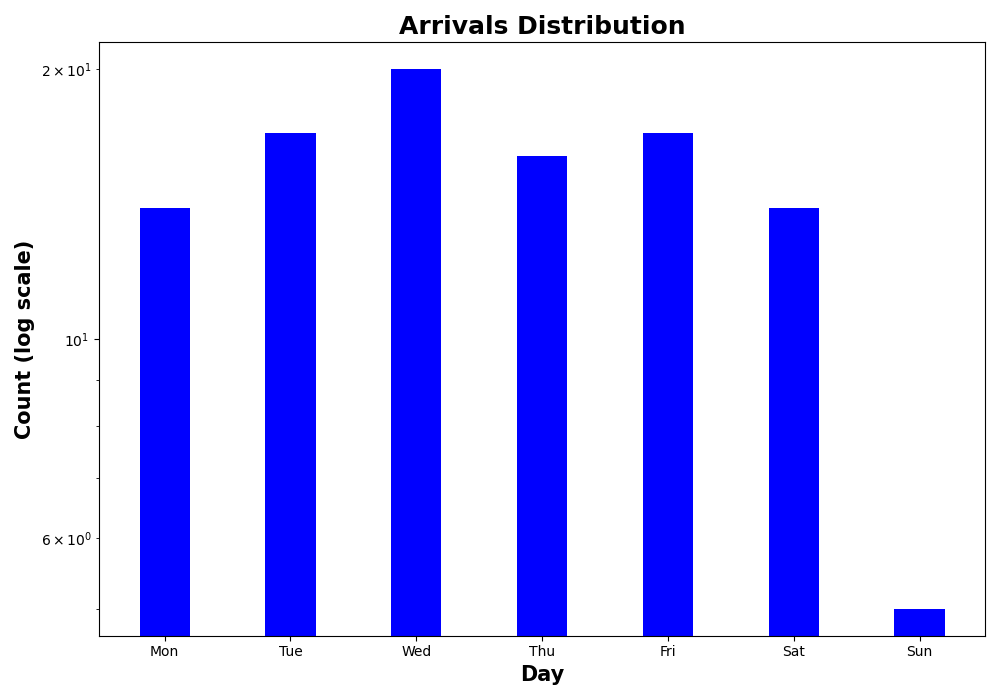 Arrivals Distribution
Count (log scale)
2 × 10¹
10¹
6 × 10⁰
Mon Tue Wed Thu Fri Sat Sun
Day